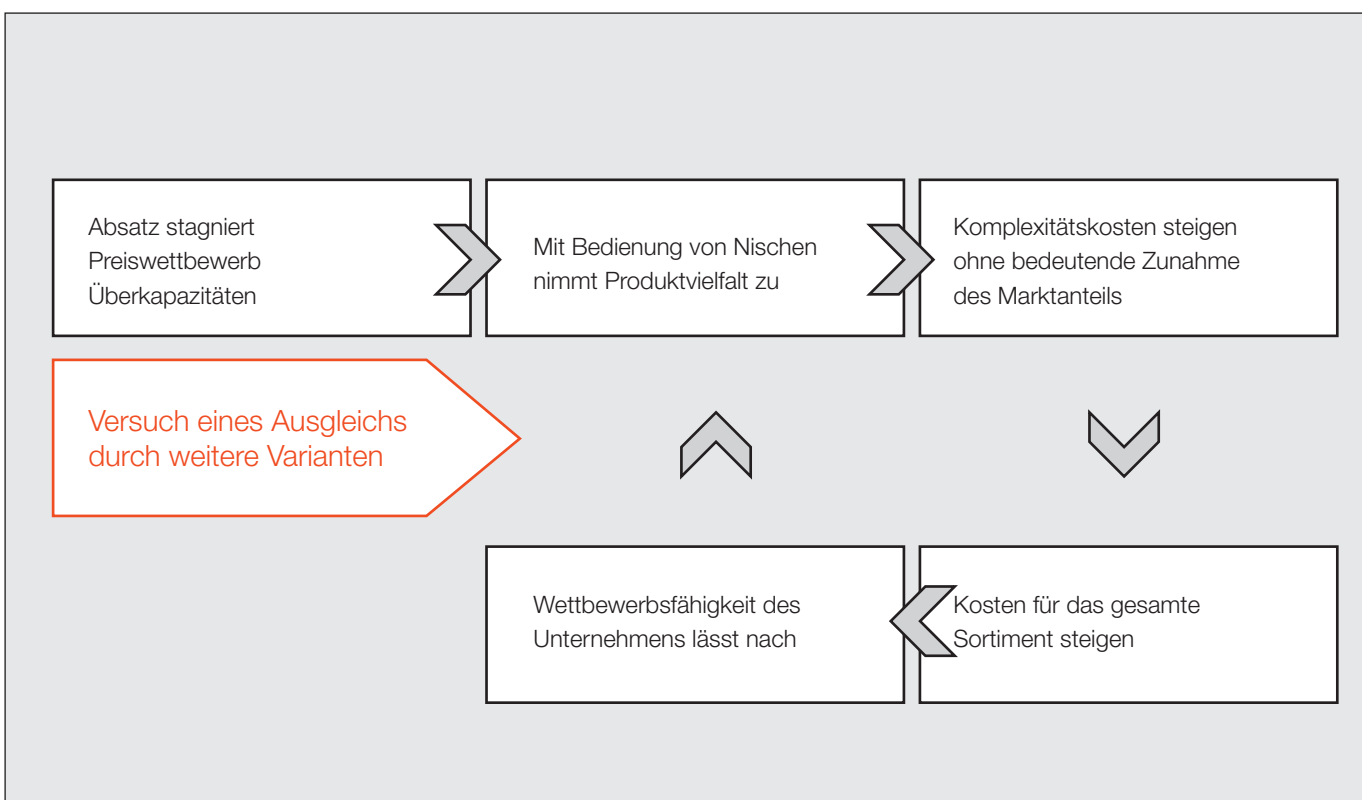 Absatz stagniert
Preiswettbewerb
Überkapazitäten
Mit Bedienung von Nischen
nimmt Produktvielfalt zu
Komplexitätskosten steigen
ohne bedeutende Zunahme
des Marktanteils
Versuch eines Ausgleichs
durch weitere Varianten
Wettbewerbsfähigkeit des
Unternehmens lässt nach
Kosten für das gesamte
Sortiment steigen